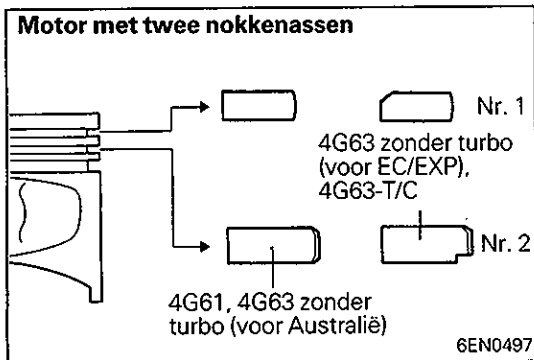 Motor met twee nokkenassen
Nr. 1
4G63 zonder turbo
(voor EC/EXP),
4G63-T/C
Nr. 2
4G61, 4G63 zonder
turbo (voor Australië)
6EN0497